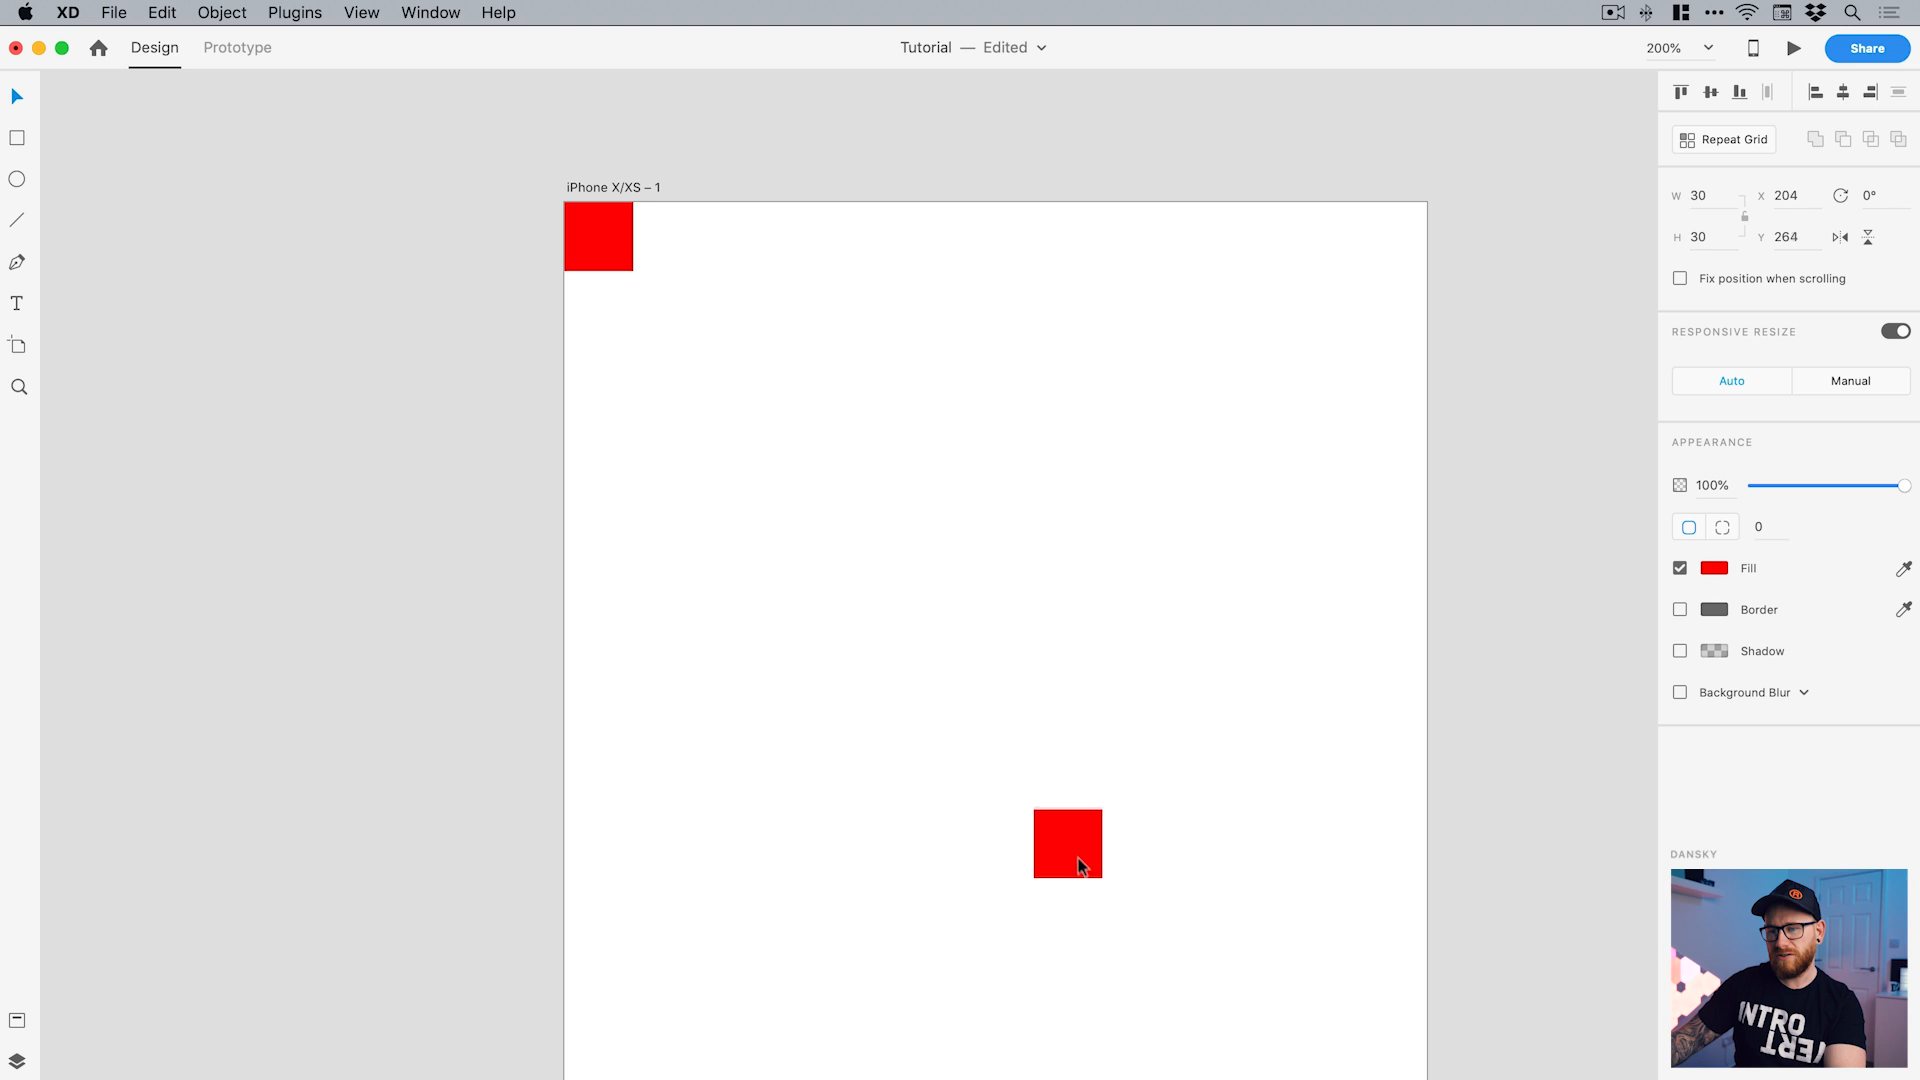 XD File Edit Object Plugins View Window Help
Design Prototype
Tutorial — Edited
200%
Share
Repeat Grid
W 30 X 204 0°
H 30 Y 264
Fix position when scrolling
iPhone X/XS – 1
RESPONSIVE RESIZE
Auto Manual
APPEARANCE
100%
0
Fill
Border
Shadow
Background Blur
DANSKY
INTRO
VERT